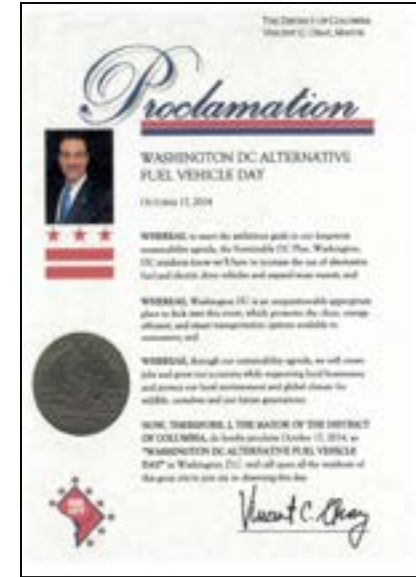 THE DISTRICT OF COLUMBIA
VINCENT C. GRAY, MAYOR
Proclamation
WASHINGTON DC ALTERNATIVE
FUEL VEHICLE DAY
October 17, 2014
WHEREAS, to meet the ambitious goals in our long-term
sustainability agenda, the Sustainable DC Plan, Washington,
DC residents know we'll have to increase the use of alternative
fuel and electric drive vehicles and expand mass transit; and
WHEREAS, Washington DC is an appropriate
place to kick start this event, which promotes the clean, energy
efficient, and smart transportation options available to
consumers; and
WHEREAS, through our sustainability agenda, we will create
jobs and grow our economy while supporting local businesses
and protect our local environment and global climate for
wildlife, ourselves and our future generations:
NOW, THEREFORE, I, THE MAYOR OF THE DISTRICT
OF COLUMBIA, do hereby proclaim October 17, 2014, as
"WASHINGTON DC ALTERNATIVE FUEL VEHICLE
DAY" in Washington, D.C. and call upon all the residents of
this great city to join me in observing this day.
Vincent C. Gray